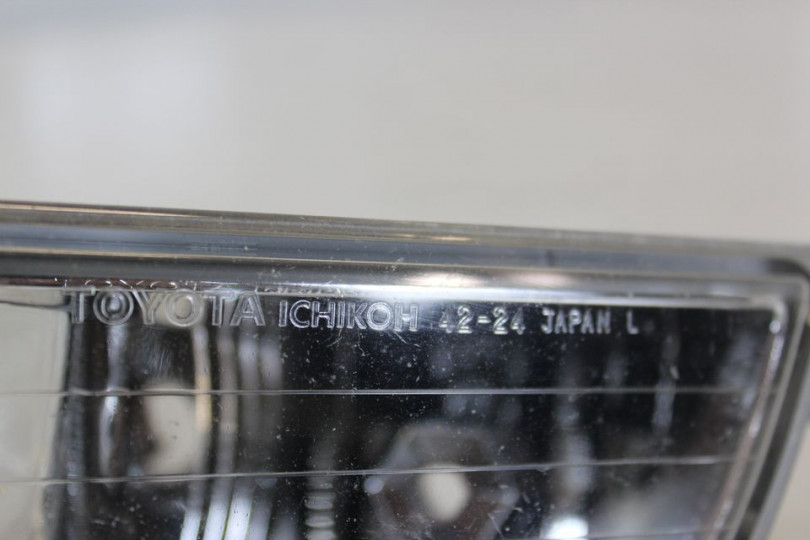 TOYOTA ICHIKOH 42-24 JAPAN L